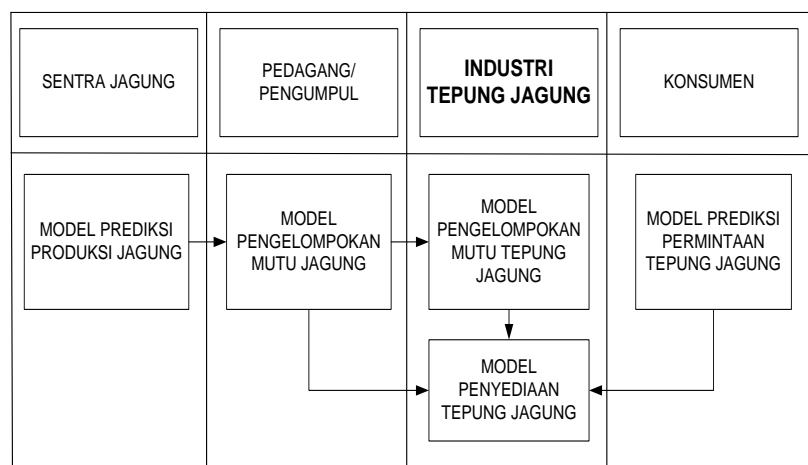 SENTRA JAGUNG
PEDAGANG/
PENGUMPUL
INDUSTRI
TEPUNG JAGUNG
KONSUMEN
MODEL PREDIKSI
PRODUKSI JAGUNG
MODEL
PENGELOMPOKAN
MUTU JAGUNG
MODEL
PENGELOMPOKAN
MUTU TEPUNG
JAGUNG
MODEL PREDIKSI
PERMINTAAN
TEPUNG JAGUNG
MODEL
PENYEDIAAN
TEPUNG JAGUNG